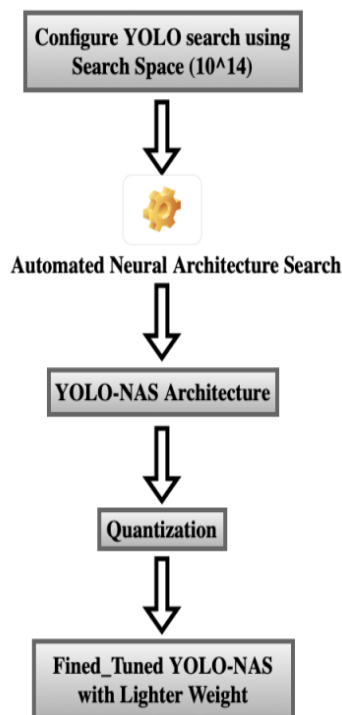 Configure YOLO search using
Search Space (10^14)
Automated Neural Architecture Search
YOLO-NAS Architecture
Quantization
Fined_Tuned YOLO-NAS
with Lighter Weight